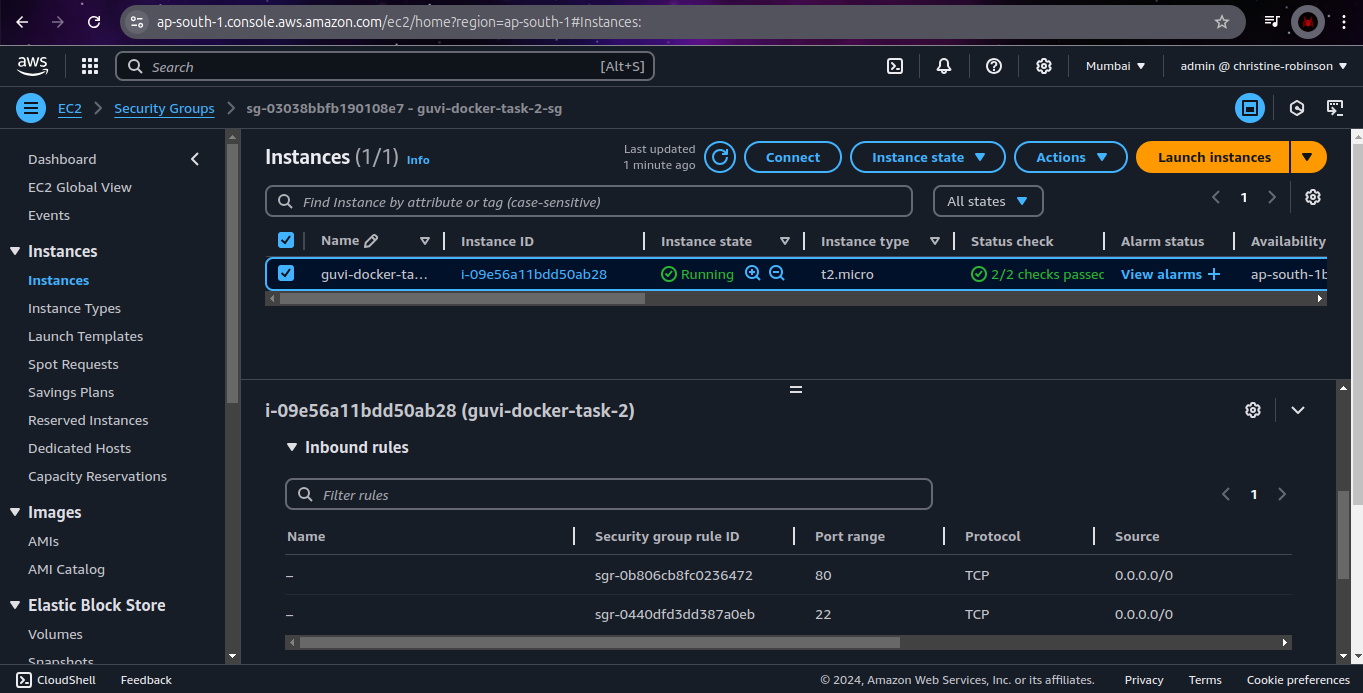 ap-south-1.console.aws.amazon.com/ec2/home?region=ap-south-1#Instances:
aws
Search
[Alt+S]
Mumbai
admin @ christine-robinson
EC2
Security Groups
sg-03038bbfb190108e7 - guvi-docker-task-2-sg
Dashboard
EC2 Global View
Events
Instances
Instances
Instance Types
Launch Templates
Spot Requests
Savings Plans
Reserved Instances
Dedicated Hosts
Capacity Reservations
Images
AMIs
AMI Catalog
Elastic Block Store
Volumes
Snapshots
Instances (1/1) Info
Last updated
1 minute ago
Connect
Instance state
Actions
Launch instances
Find Instance by attribute or tag (case-sensitive)
All states
1
Name
Instance ID
Instance state
Instance type
Status check
Alarm status
Availability
guvi-docker-ta...
i-09e56a11bdd50ab28
Running
t2.micro
2/2 checks passec
View alarms +
ap-south-1b
i-09e56a11bdd50ab28 (guvi-docker-task-2)
Inbound rules
Filter rules
1
Name
Security group rule ID
Port range
Protocol
Source
–
sgr-0b806cb8fc0236472
80
TCP
0.0.0.0/0
–
sgr-0440dfd3dd387a0eb
22
TCP
0.0.0.0/0
CloudShell
Feedback
© 2024, Amazon Web Services, Inc. or its affiliates.
Privacy
Terms
Cookie preferences